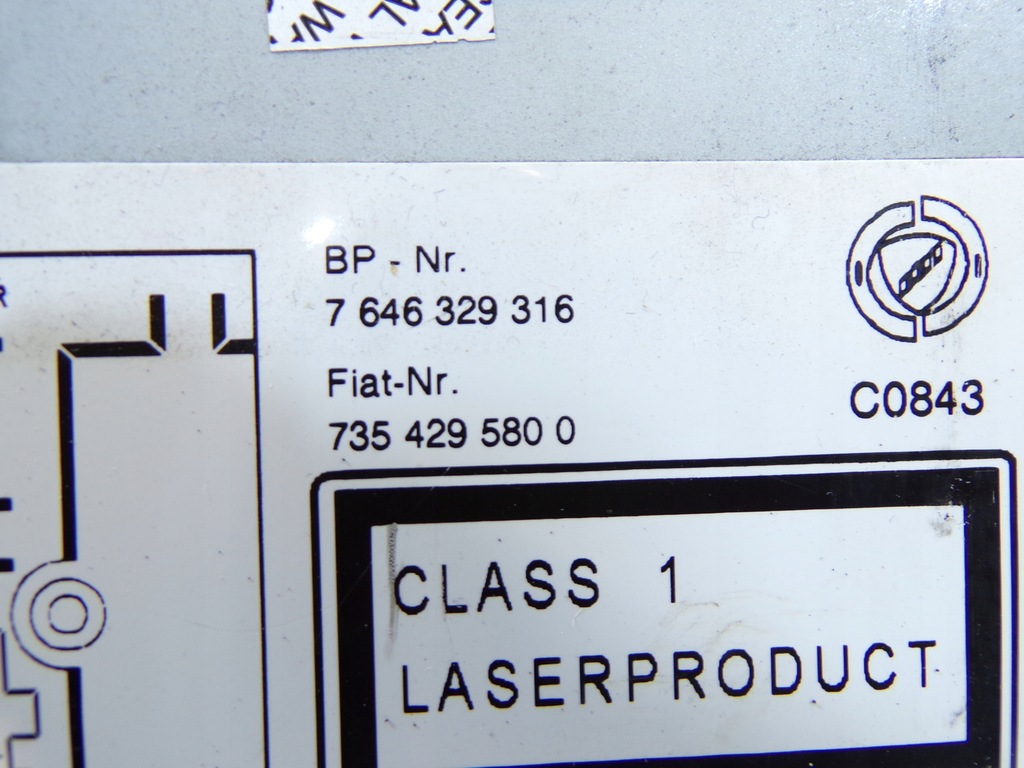 BP - Nr.
7 646 329 316
Fiat-Nr.
735 429 580 0
C0843
CLASS 1
LASERPRODUCT